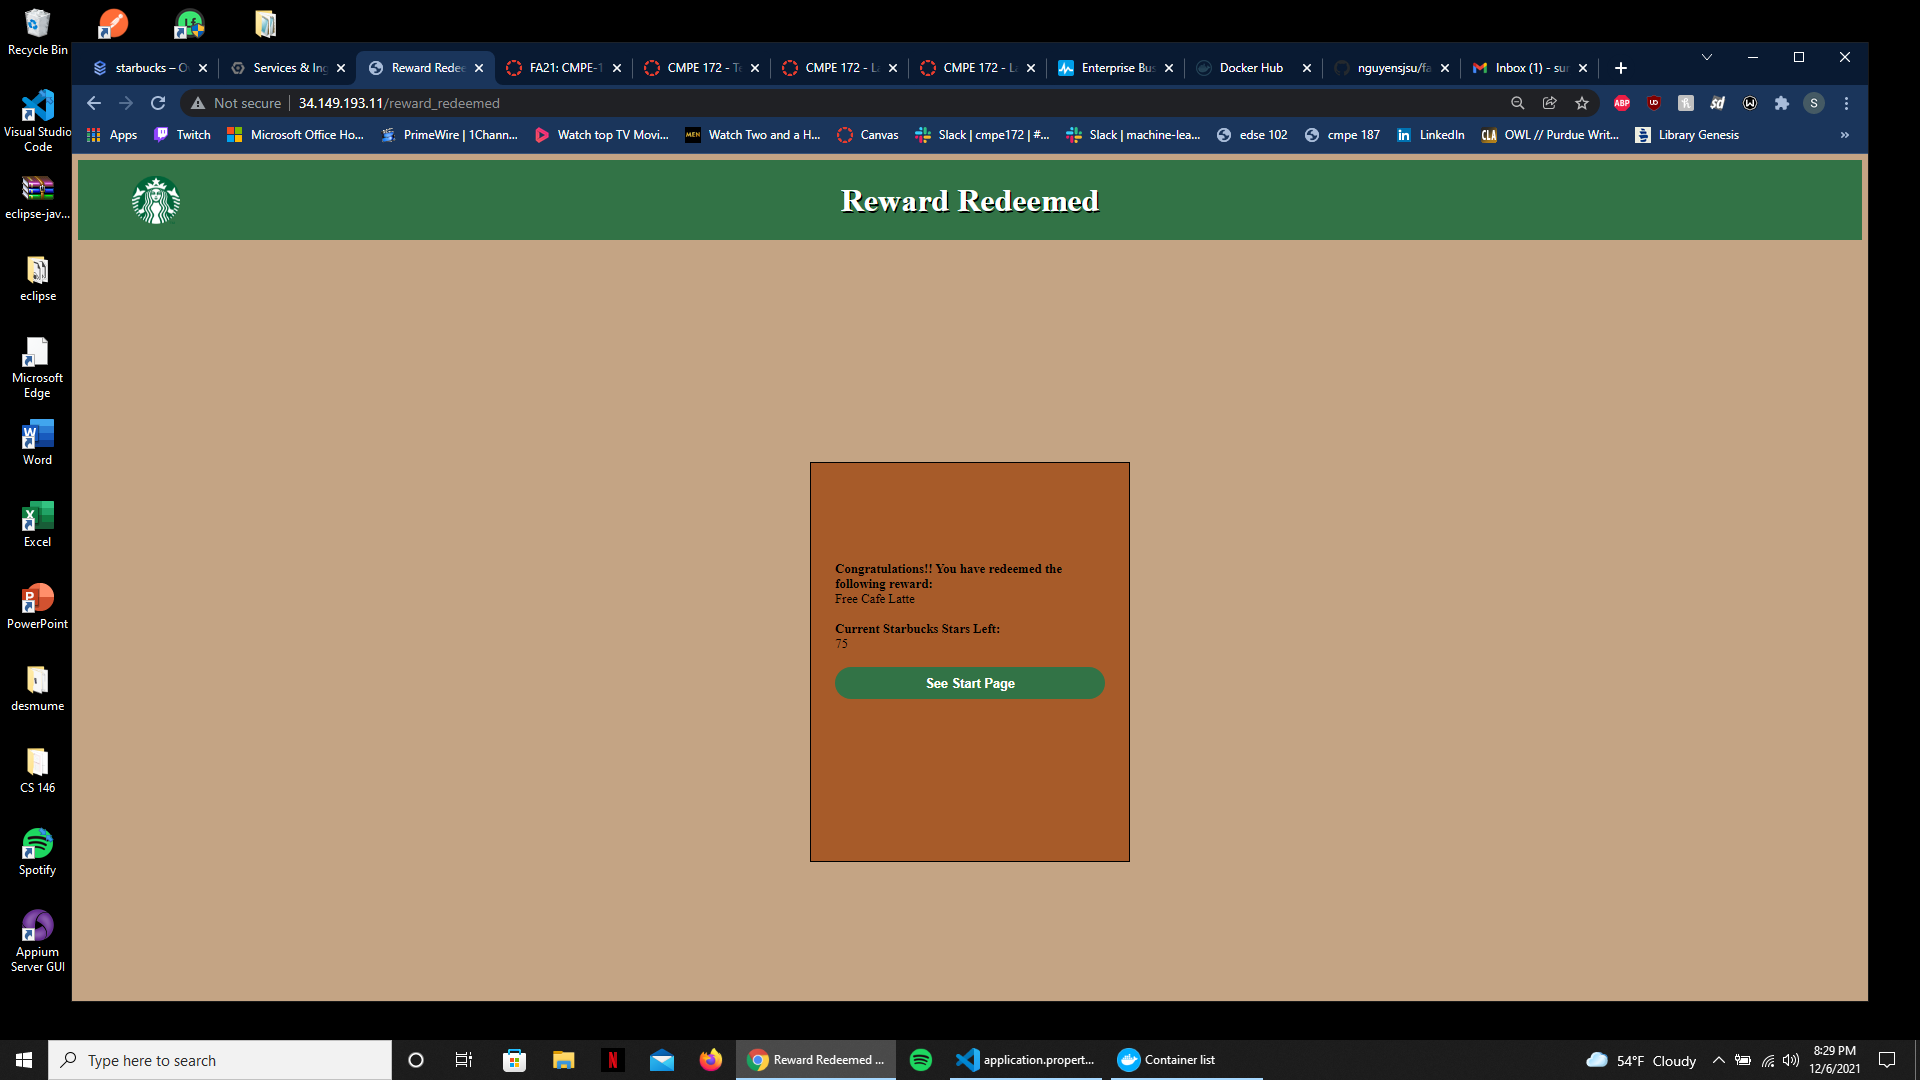 Recycle Bin
starbucks – O
Services & Ing
Reward Redee
FA21: CMPE-1
CMPE 172 - Te
CMPE 172 - La
CMPE 172 - La
Enterprise Bus
Docker Hub
nguyensjsu/fa
Inbox (1) - sur
Not secure
34.149.193.11/reward_redeemed
ABP
S
Apps
Twitch
Microsoft Office Ho...
PrimeWire | 1Chann...
Watch top TV Movi...
MEN
Watch Two and a H...
Canvas
Slack | cmpe172 | #...
Slack | machine-lea...
edse 102
cmpe 187
LinkedIn
CLA
OWL // Purdue Writ...
Library Genesis
»
Visual Studio
Code
eclipse-jav...
eclipse
Microsoft
Edge
Word
Excel
PowerPoint
desmume
CS 146
Spotify
Appium
Server GUI
Reward Redeemed
Congratulations!! You have redeemed the
following reward:
Free Cafe Latte
Current Starbucks Stars Left:
75
See Start Page
Type here to search
Reward Redeemed ...
application.propert...
Container list
54°F Cloudy
8:29 PM
12/6/2021